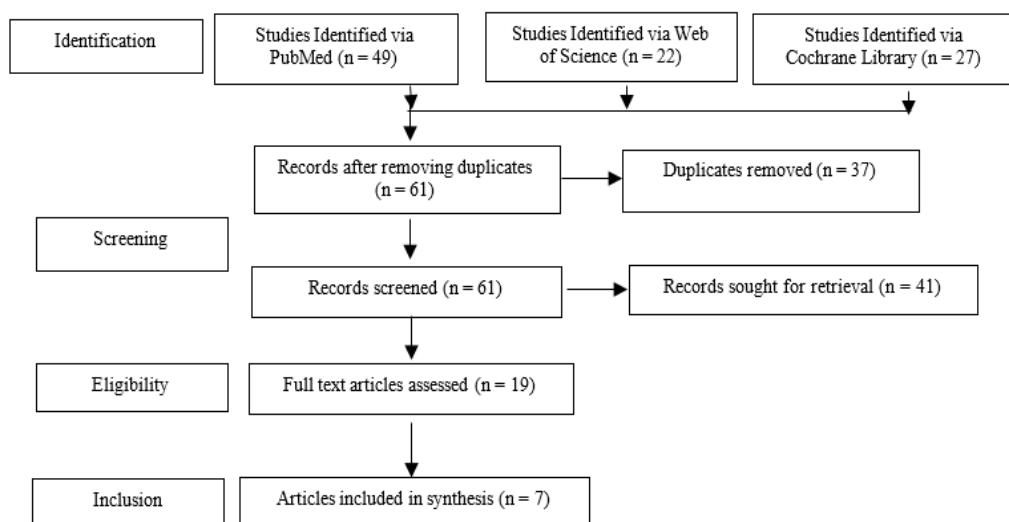 Identification
Studies Identified via
PubMed (n = 49)
Studies Identified via Web
of Science (n = 22)
Studies Identified via
Cochrane Library (n = 27)
Records after removing duplicates
(n = 61)
Duplicates removed (n = 37)
Screening
Records screened (n = 61)
Records sought for retrieval (n = 41)
Eligibility
Full text articles assessed (n = 19)
Inclusion
Articles included in synthesis (n = 7)